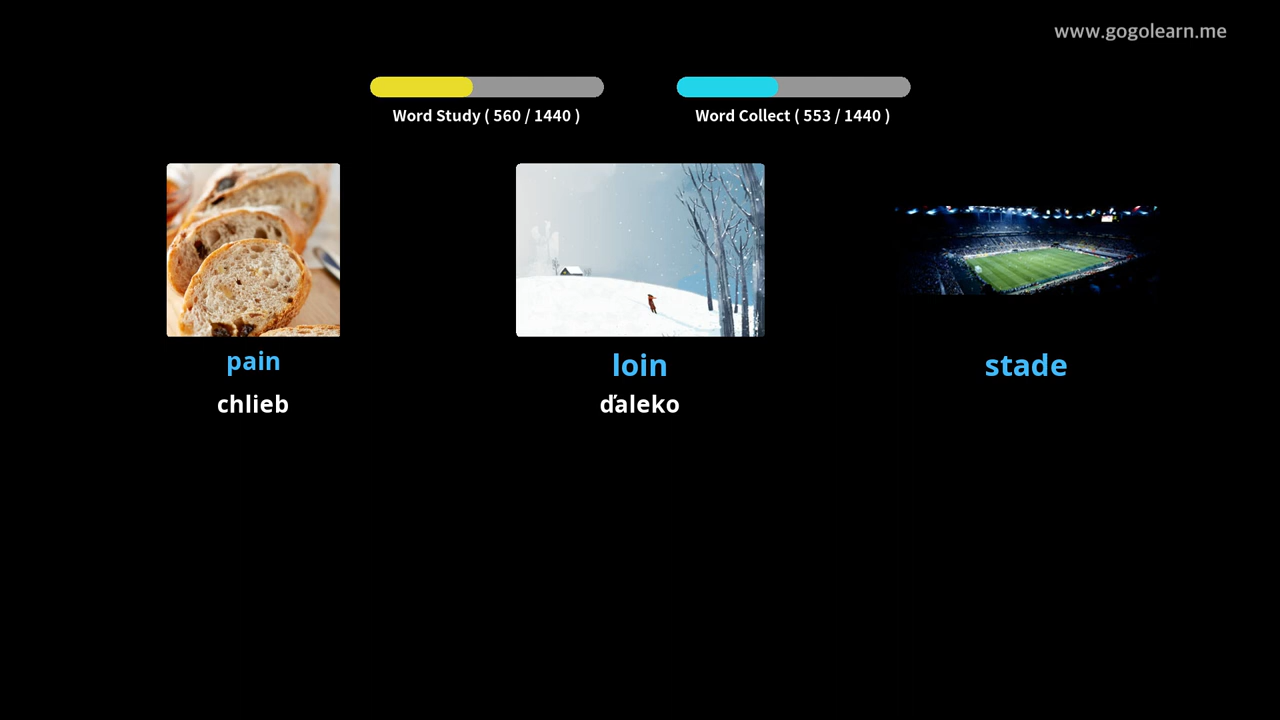 www.gogolearn.me
Word Study ( 560 / 1440 )
Word Collect ( 553 / 1440 )
pain
loin
stade
chlieb
ďaleko